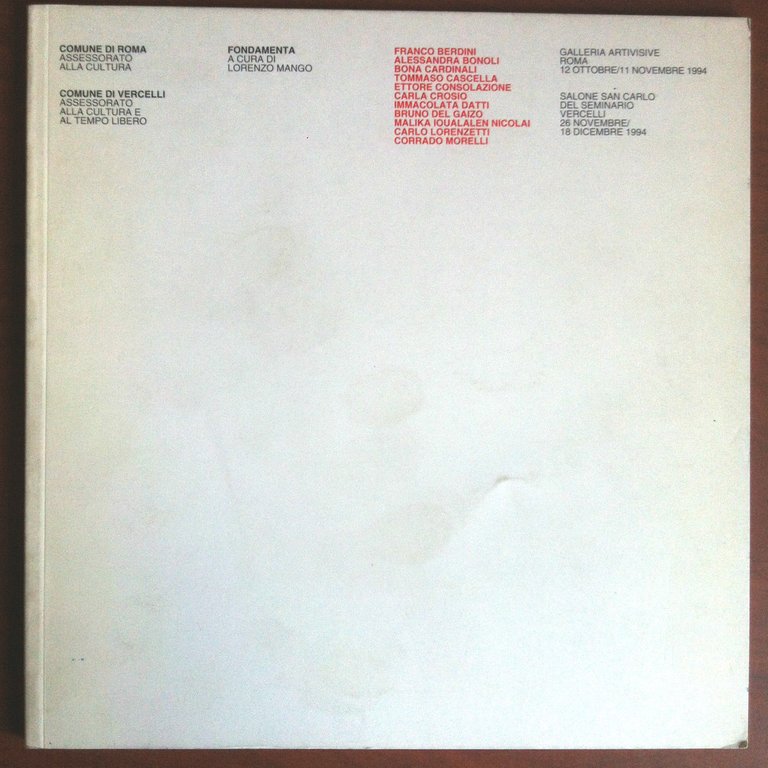 COMUNE DI ROMA
ASSESSORATO
ALLA CULTURA
COMUNE DI VERCELLI
ASSESSORATO
ALLA CULTURA E
AL TEMPO LIBERO
FONDAMENTA
A CURA DI
LORENZO MANGO
FRANCO BERDINI
ALESSANDRA BONOLI
BONA CARDINALI
TOMMASO CASCELLA
ETTORE CONSOLAZIONE
CARLA CROSIO
IMMACOLATA DATTI
BRUNO DEL GAIZO
MALIKA IOUALALEN NICOLAI
CARLO LORENZETTI
CORRADO MORELLI
GALLERIA ARTIVISIVE
ROMA
12 OTTOBRE/11 NOVEMBRE 1994
SALONE SAN CARLO
DEL SEMINARIO
VERCELLI
26 NOVEMBRE/
18 DICEMBRE 1994